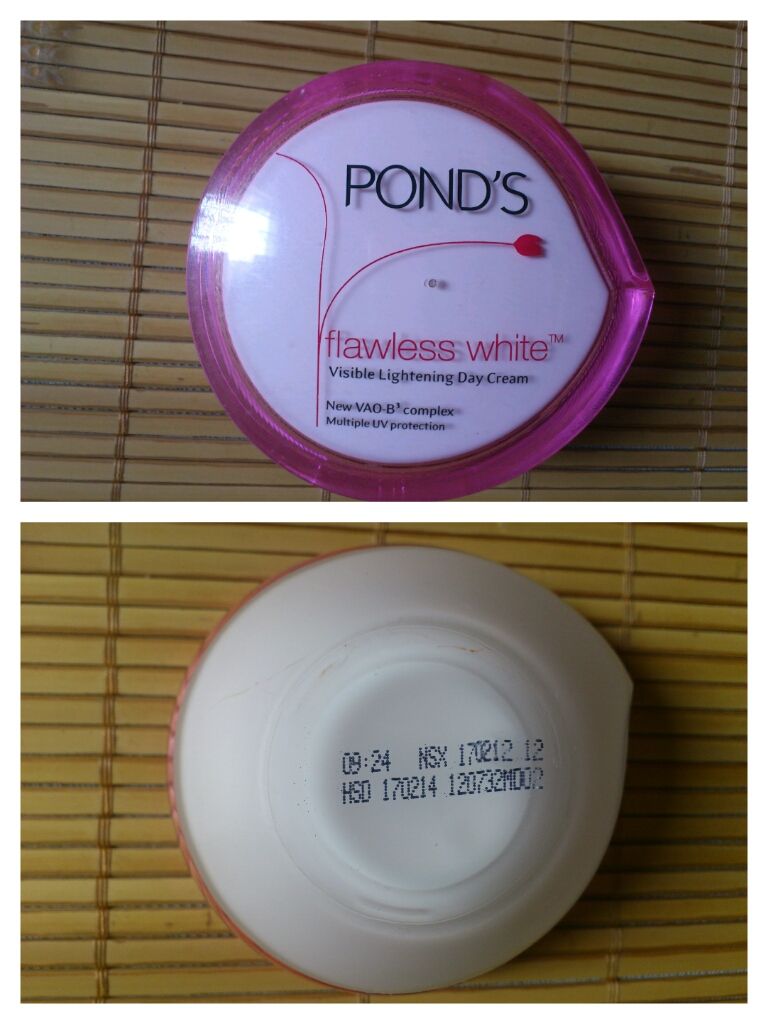 POND'S
flawless white™
Visible Lightening Day Cream
New VAO-B³ complex
Multiple UV protection
09:24 NSX 170212 12
HSD 170214 120732MD02